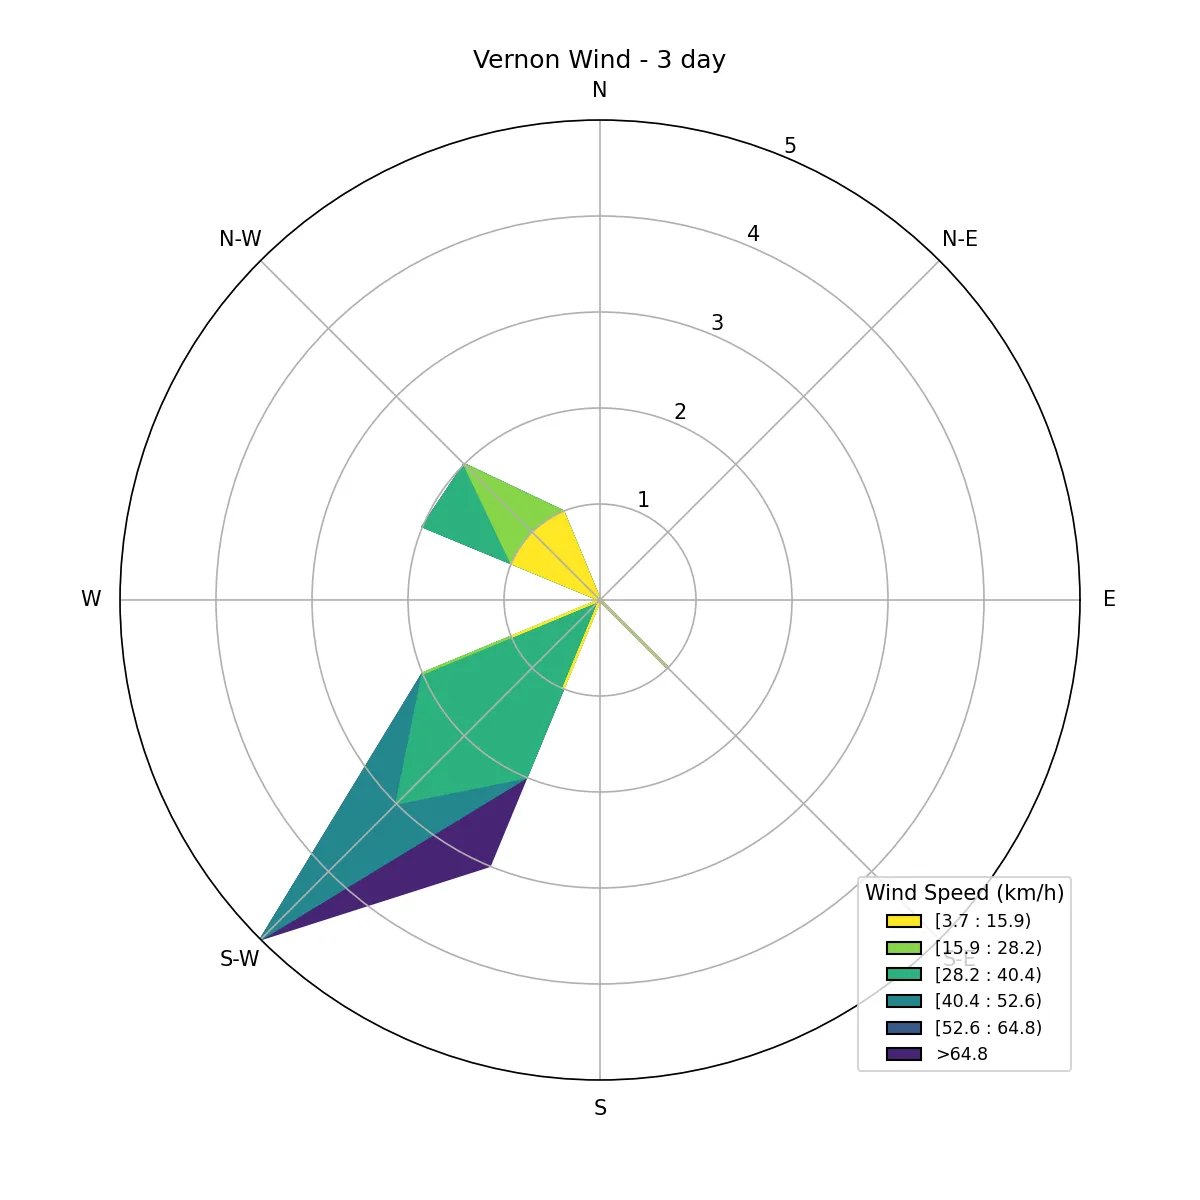 Vernon Wind - 3 day
N
5
N-W
4
N-E
3
2
1
W
E
S-W
S-E
S
Wind Speed (km/h)
[3.7 : 15.9)
[15.9 : 28.2)
[28.2 : 40.4)
[40.4 : 52.6)
[52.6 : 64.8)
>64.8